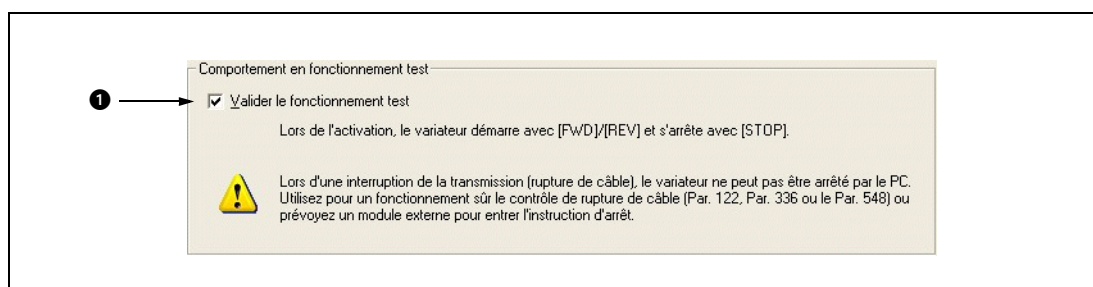 Comportement en fonctionnement test
❶
Valider le fonctionnement test
Lors de l'activation, le variateur démarre avec [FWD]/[REV] et s'arrête avec [STOP].
Lors d'une interruption de la transmission (rupture de câble), le variateur ne peut pas être arrêté par le PC.
Utilisez pour un fonctionnement sûr le contrôle de rupture de câble (Par. 122, Par. 336 ou le Par. 548) ou
prévoyez un module externe pour entrer l'instruction d'arrêt.